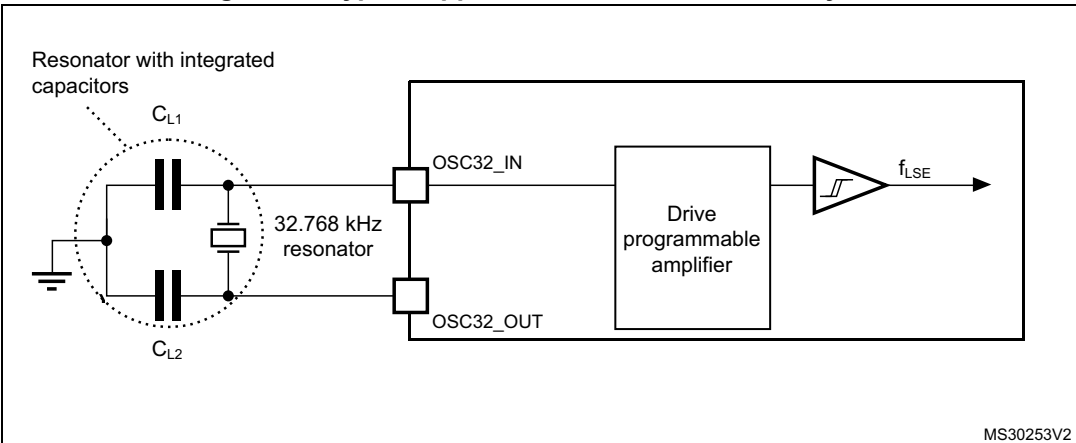 Resonator with integrated
capacitors
CL1
OSC32_IN
fLSE
32.768 kHz
resonator
Drive
programmable
amplifier
OSC32_OUT
CL2
MS30253V2